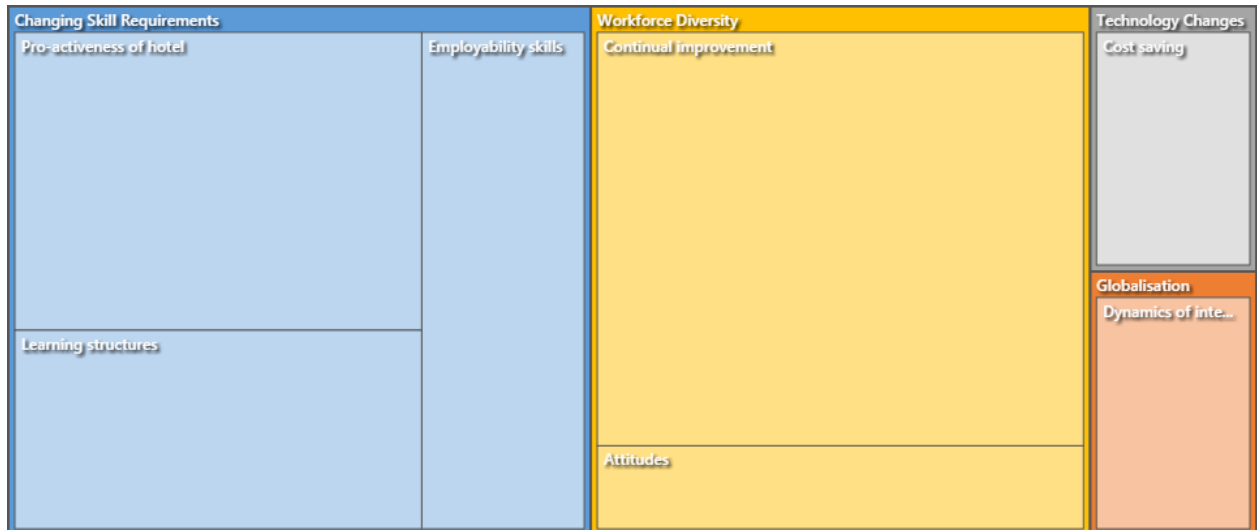 Changing Skill Requirements
Pro-activeness of hotel
Employability skills
Learning structures
Workforce Diversity
Continual improvement
Attitudes
Technology Changes
Cost saving
Globalisation
Dynamics of inte...